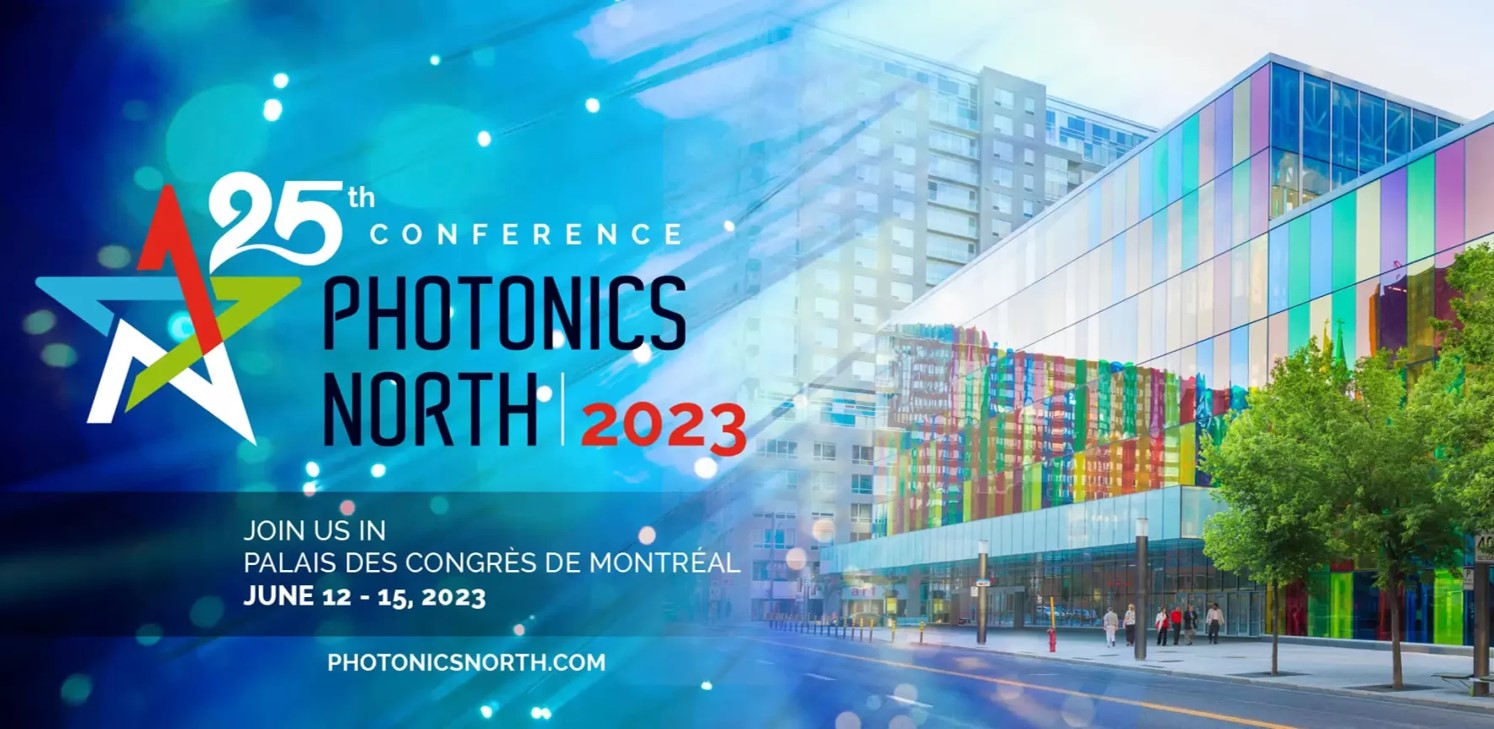 25th
CONFERENCE
PHOTONICS
NORTH | 2023
JOIN US IN
PALAIS DES CONGRÈS DE MONTRÉAL
JUNE 12 - 15, 2023
PHOTONICSNORTH.COM